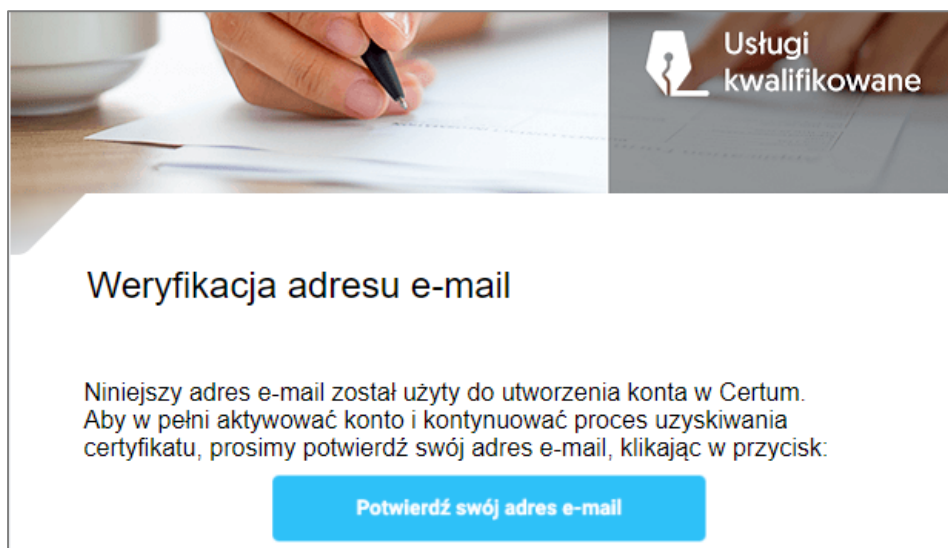 Usługi
kwalifikowane
Weryfikacja adresu e-mail
Niniejszy adres e-mail został użyty do utworzenia konta w Certum.
Aby w pełni aktywować konto i kontynuować proces uzyskiwania
certyfikatu, prosimy potwierdź swój adres e-mail, klikając w przycisk:
Potwierdź swój adres e-mail